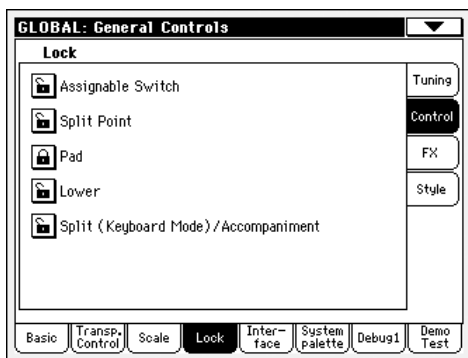 GLOBAL: General Controls
Lock
Assignable Switch
Split Point
Pad
Lower
Split (Keyboard Mode)/Accompaniment
Tuning
Control
FX
Style
Basic
Transp.
Control
Scale
Lock
Inter-
face
System
palette
Debug1
Demo
Test